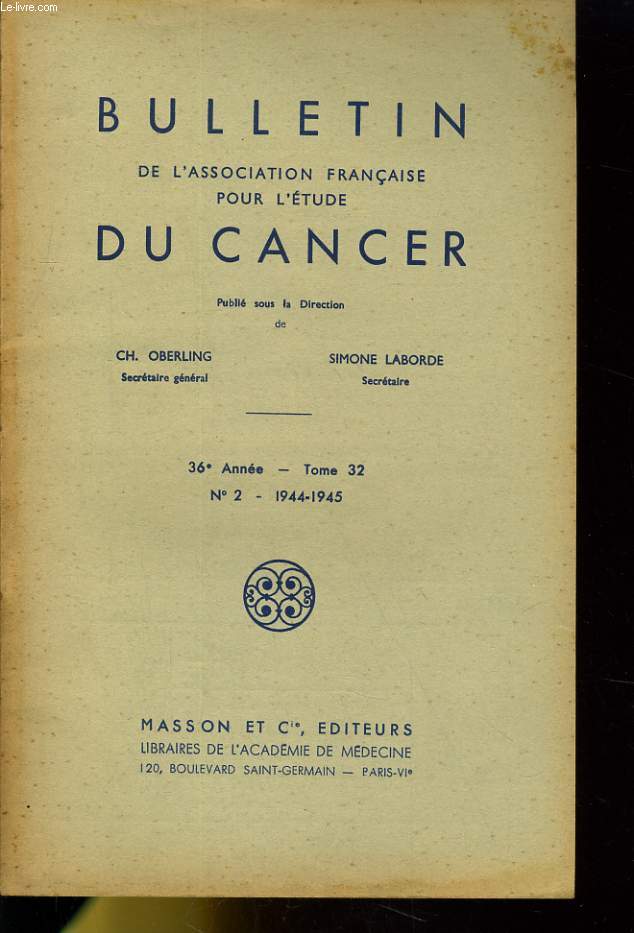 Le-livre.com
BULLETIN
DE L'ASSOCIATION FRANÇAISE
POUR L'ÉTUDE
DU CANCER
Publié sous la Direction
de
CH. OBERLING
Secrétaire général
SIMONE LABORDE
Secrétaire
36e Année — Tome 32
N° 2 - 1944-1945
MASSON ET Cie, EDITEURS
LIBRAIRES DE L'ACADÉMIE DE MÉDECINE
120, BOULEVARD SAINT-GERMAIN — PARIS-VIe